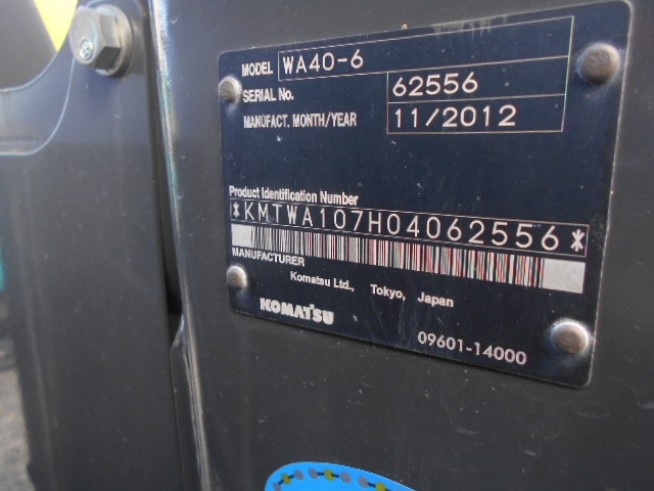 MODEL WA40-6
SERIAL No. 62556
MANUFACT. MONTH/YEAR 11/2012
Product Identification Number
*KMTWA107H04062556*
MANUFACTURER
Komatsu Ltd., Tokyo, Japan
KOMATSU
09601-14000